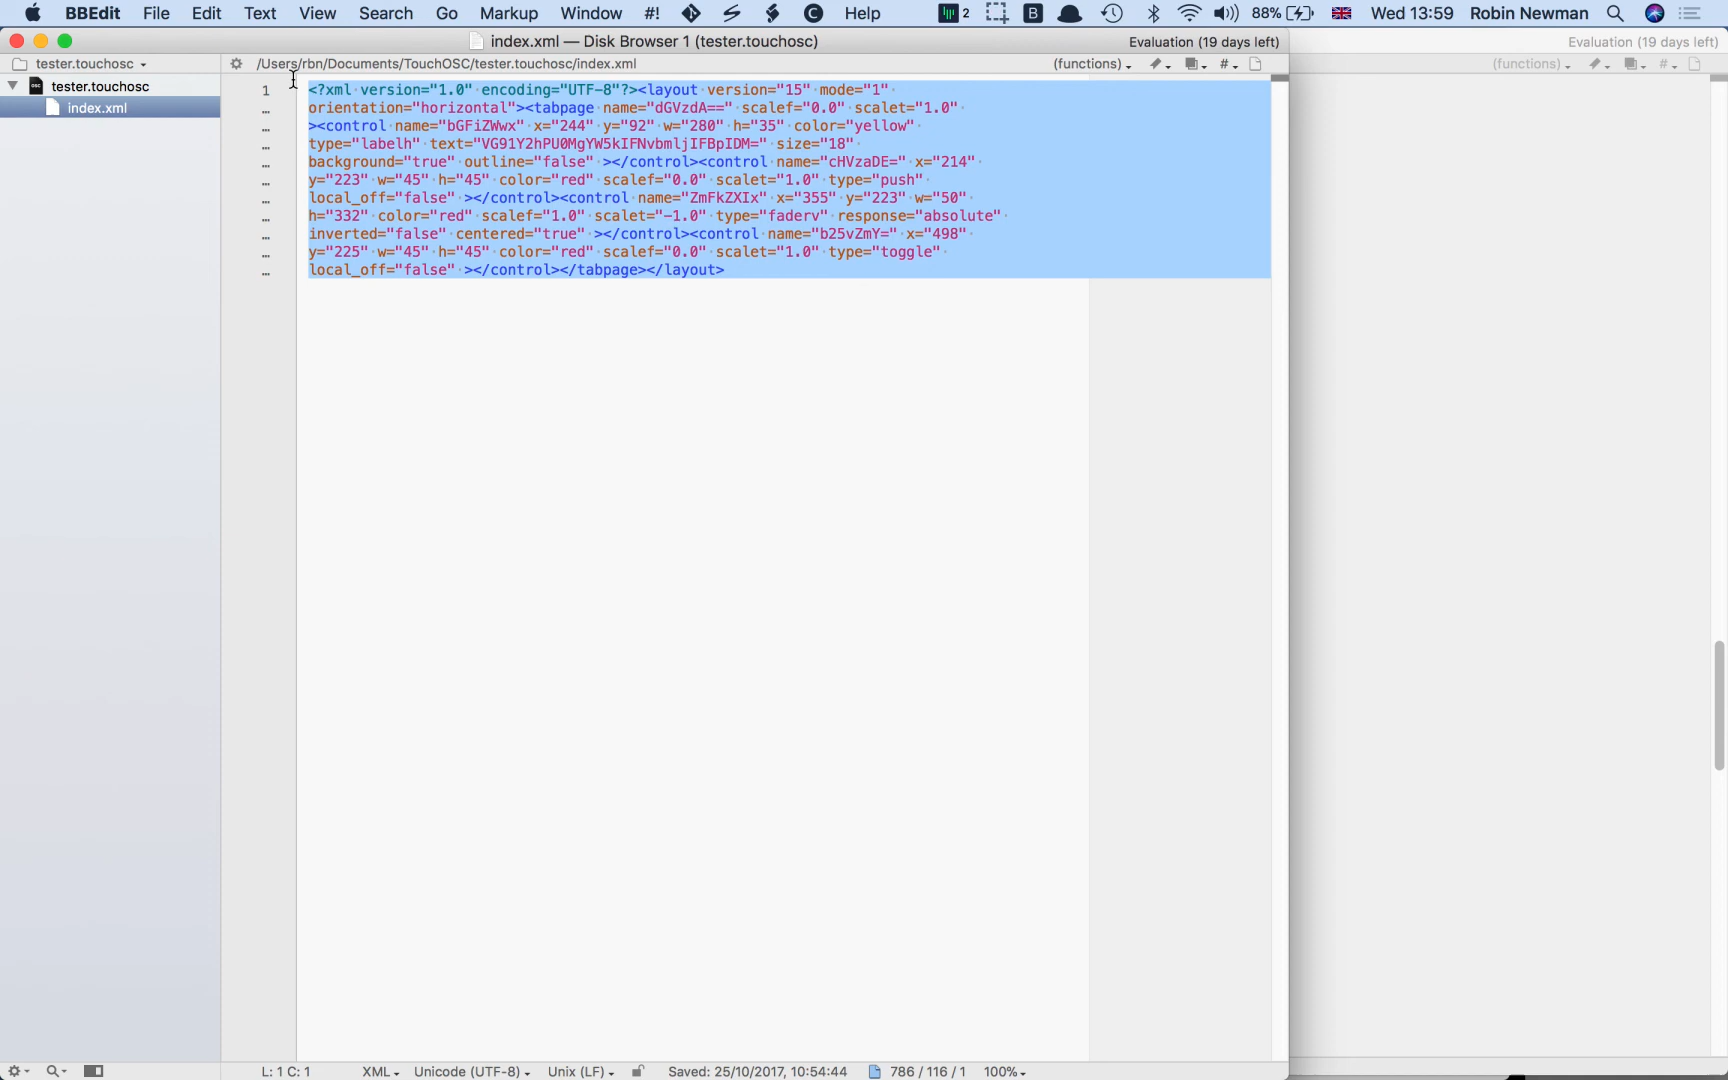 BBEdit File Edit Text View Search Go Markup Window #! Help 2 B C 88% Wed 13:59 Robin Newman
index.xml — Disk Browser 1 (tester.touchosc) Evaluation (19 days left) Evaluation (19 days left)
tester.touchosc /Users/rbn/Documents/TouchOSC/tester.touchosc/index.xml (functions) # (functions) #
tester.touchosc
index.xml
1 <?xml version="1.0" encoding="UTF-8"?><layout version="15" mode="1"
orientation="horizontal"><tabpage name="dGVzdA==" scalef="0.0" scalet="1.0"
><control name="bGFiZWwx" x="244" y="92" w="280" h="35" color="yellow"
type="labelh" text="VG91Y2hPU0MgYW5kIFNvbmljIFBpIDM=" size="18"
background="true" outline="false" ></control><control name="cHVzaDE=" x="214"
y="223" w="45" h="45" color="red" scalef="0.0" scalet="1.0" type="push"
local_off="false" ></control><control name="ZmFkZXIx" x="355" y="223" w="50"
h="332" color="red" scalef="1.0" scalet="-1.0" type="faderv" response="absolute"
inverted="false" centered="true" ></control><control name="b25vZmY=" x="498"
y="225" w="45" h="45" color="red" scalef="0.0" scalet="1.0" type="toggle"
local_off="false" ></control></tabpage></layout>
L: 1 C: 1 XML Unicode (UTF-8) Unix (LF) Saved: 25/10/2017, 10:54:44 786 / 116 / 1 100%